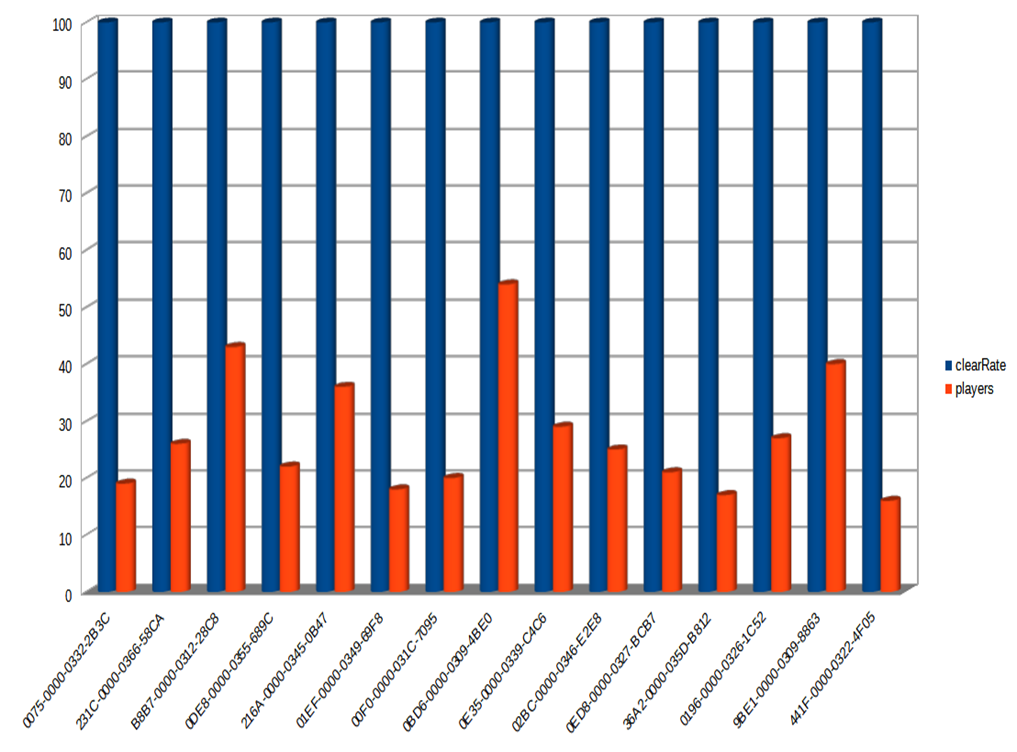 100
90
80
70
60
50
40
30
20
10
0
clearRate
players
0075-0000-0332-2B3C
231C-0000-0366-58CA
B8B7-0000-0312-28C8
0DE8-0000-0355-689C
216A-0000-0345-0B47
01EF-0000-0349-69F8
00F0-0000-031C-7095
0BD6-0000-0309-4BE0
0E35-0000-0339-C4C6
02BC-0000-0346-E2E8
0ED8-0000-0327-BCB7
36A2-0000-035D-B812
0196-0000-0326-1C52
9BE1-0000-0309-8863
441F-0000-0322-4F05